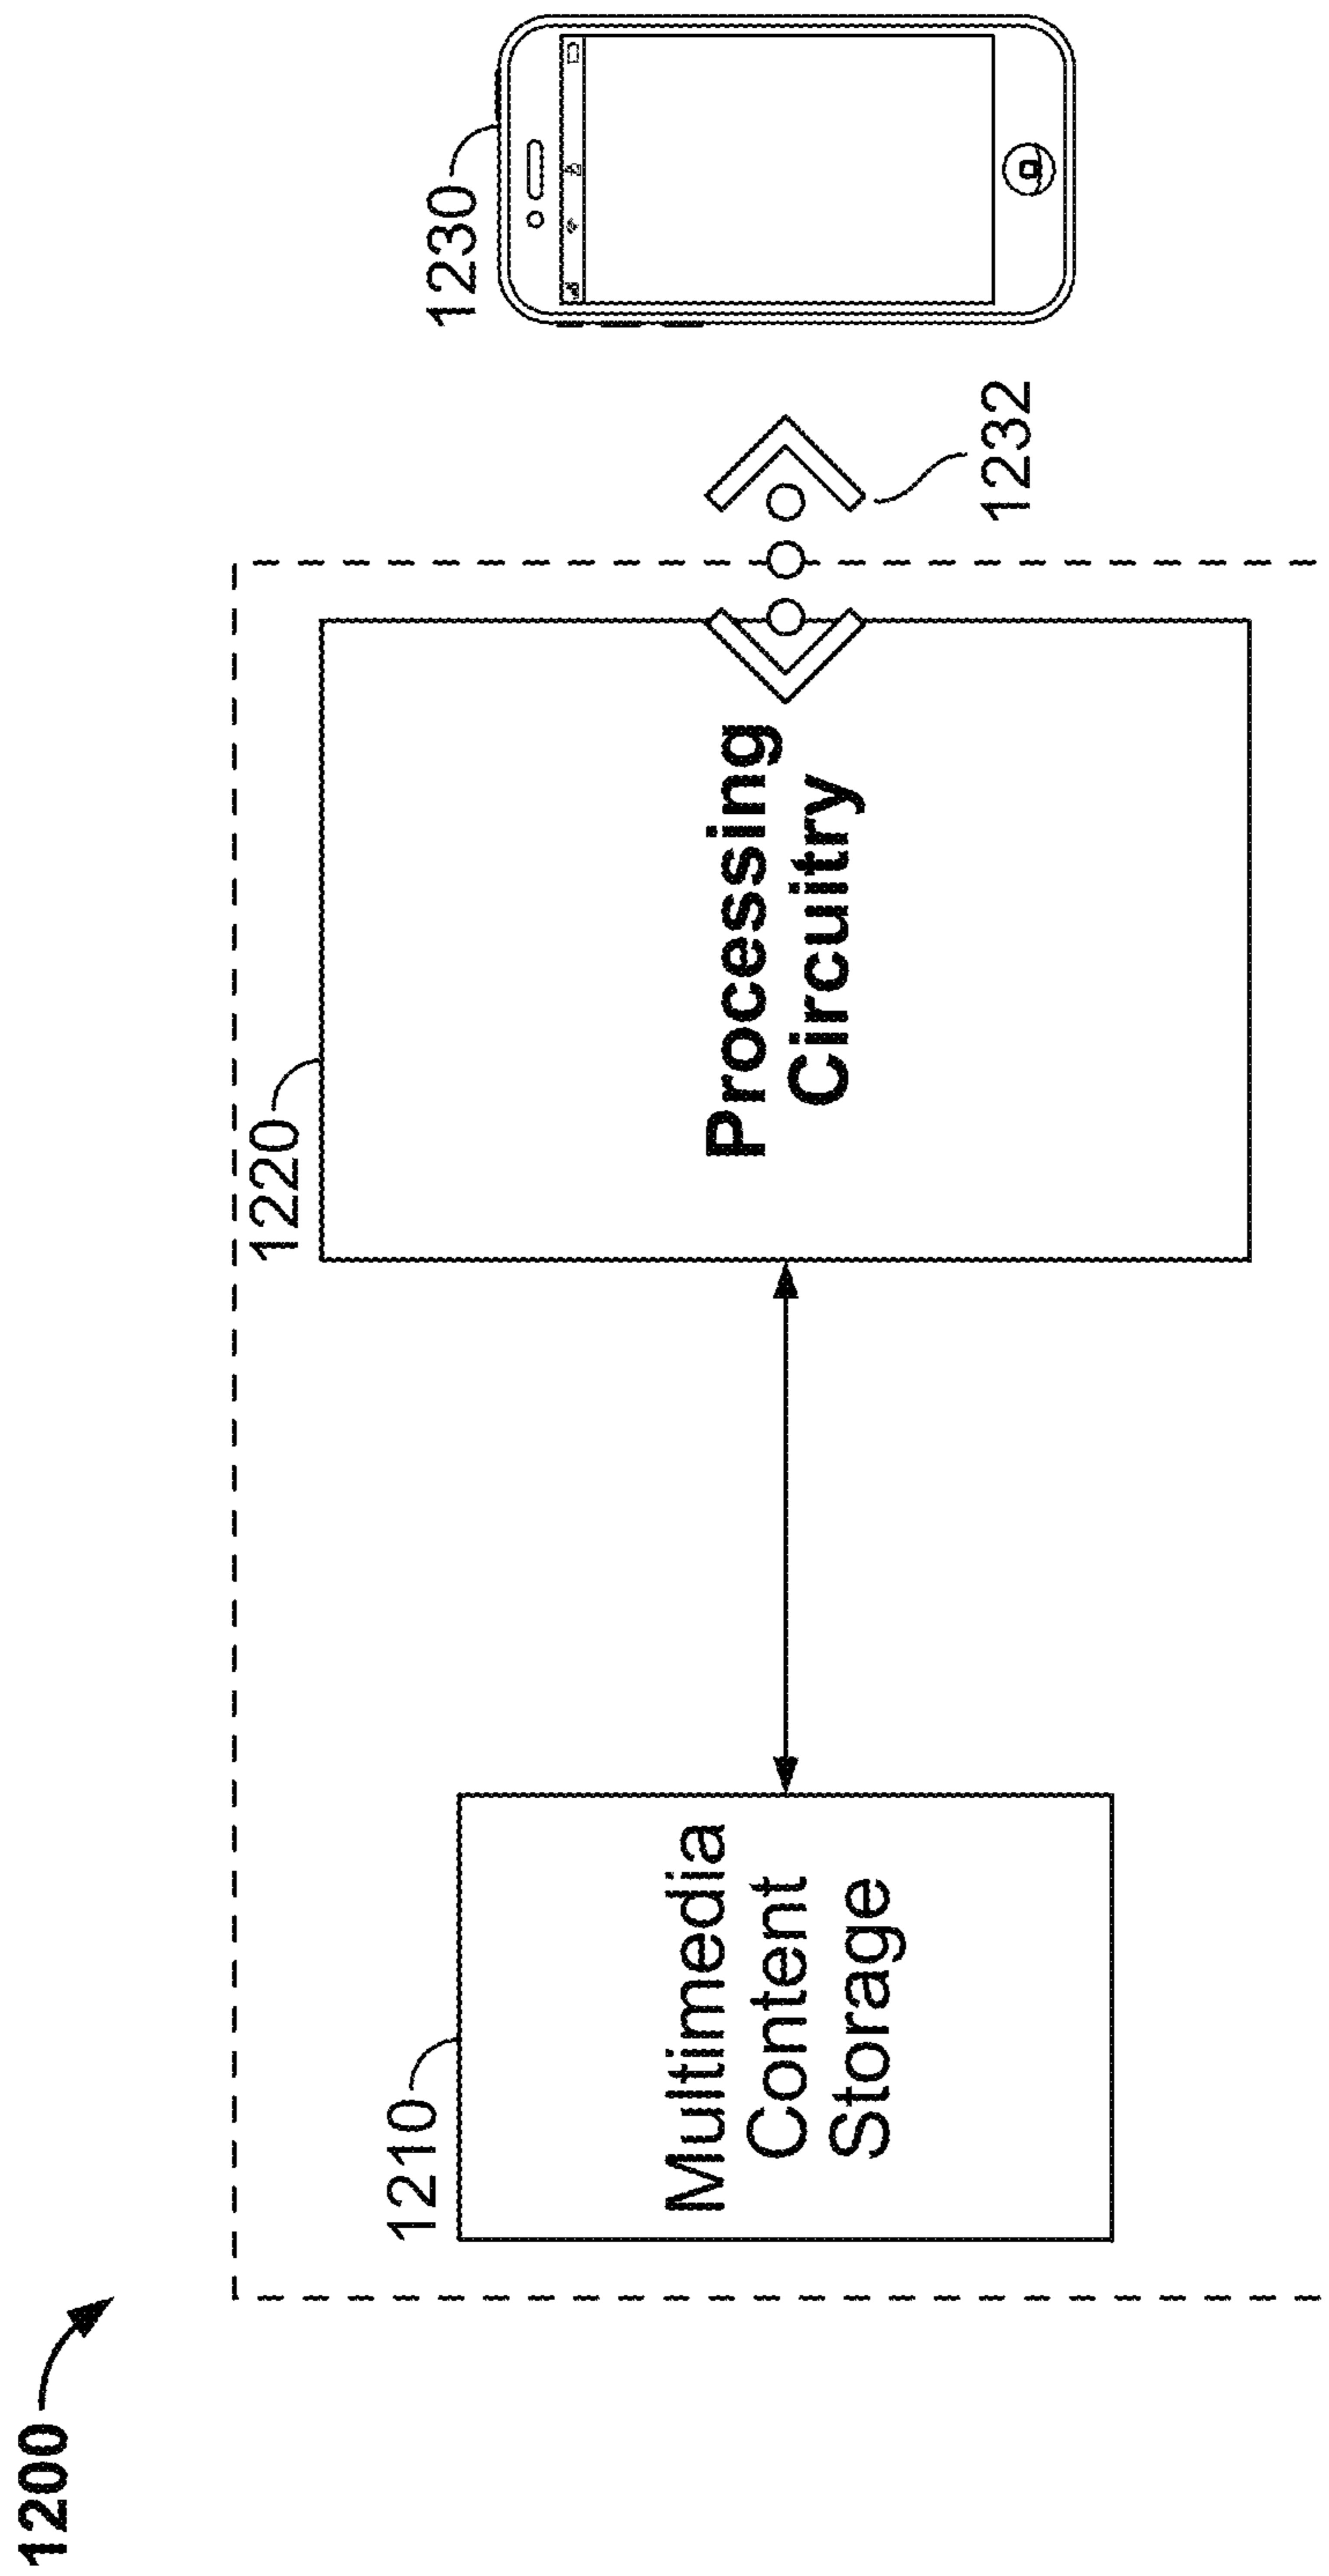 1200
1210
Multimedia
Content
Storage
1220
Processing
Circuitry
1230
1232